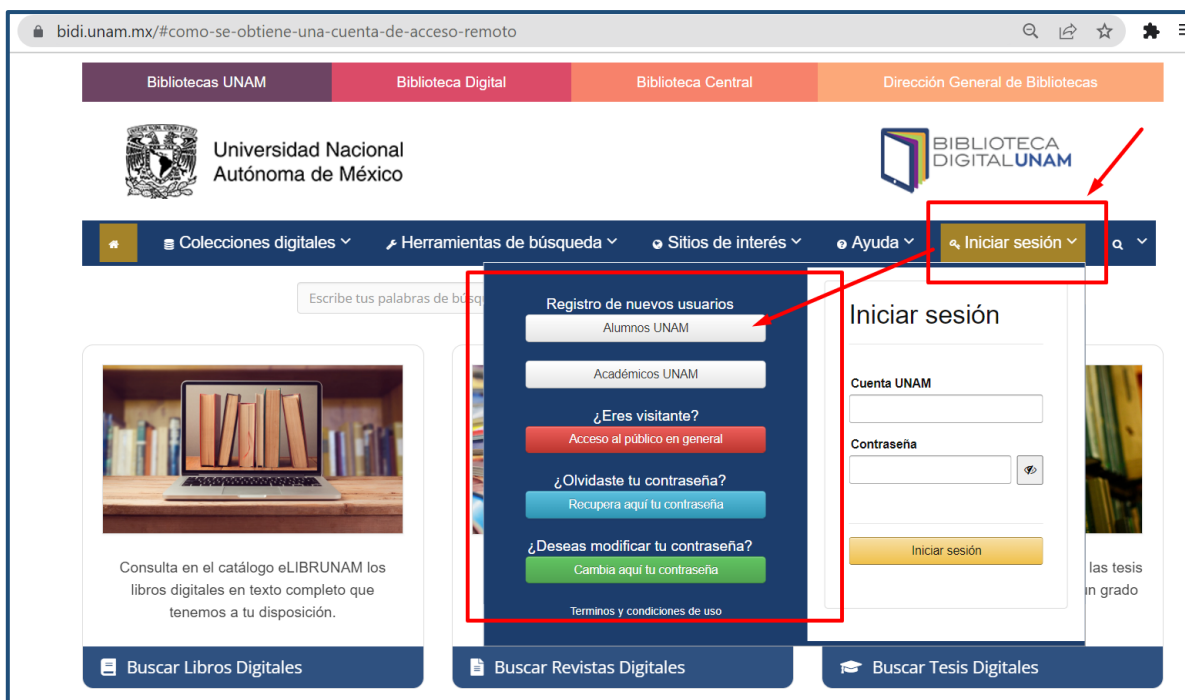 bidi.unam.mx/#como-se-obtiene-una-cuenta-de-acceso-remoto
Bibliotecas UNAM
Biblioteca Digital
Biblioteca Central
Dirección General de Bibliotecas
Universidad Nacional
Autónoma de México
BIBLIOTECA
DIGITALUNAM
Colecciones digitales
Herramientas de búsqueda
Sitios de interés
Ayuda
Iniciar sesión
Escribe tus palabras de
Registro de nuevos usuarios
Alumnos UNAM
Académicos UNAM
¿Eres visitante?
Acceso al público en general
¿Olvidaste tu contraseña?
Recupera aquí tu contraseña
¿Deseas modificar tu contraseña?
Cambia aquí tu contraseña
Terminos y condiciones de uso
Iniciar sesión
Cuenta UNAM
Contraseña
Iniciar sesión
Consulta en el catálogo eLIBRUNAM los
libros digitales en texto completo que
tenemos a tu disposición.
las tesis
grado
Buscar Libros Digitales
Buscar Revistas Digitales
Buscar Tesis Digitales